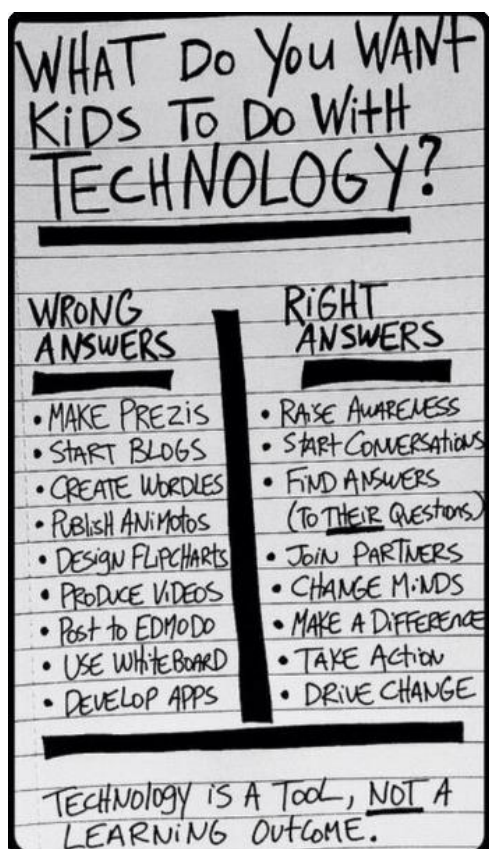 WHAT DO YOU WANT
KiDS TO DO WitH
TECHNOLOGY?
WRONG
ANSWERS
• MAKE PREZIS
• START BLOGS
• CREATE WORDLES
• PUBLiSH ANiMOTOS
• DESIGN FLIPCHARTS
• PRODUCE ViDEOS
• POST to EDMODO
• USE WHiTEBOARD
• DEVELOP APPS
RiGHT
ANSWERS
• RAiSE AWARENESS
• StARt CONVERSATiONS
• FiND ANSWERS
(TO THEIR QUESTiONS)
• JOiN PARTNERS
• CHANGE MiNDS
• MAKE A DiFFERENCE
• TAKE ACTiON
• DRiVE CHANGE
TECHNOlOGY iS A TOOL, NOT A
LEARNiNG OUtCOME.